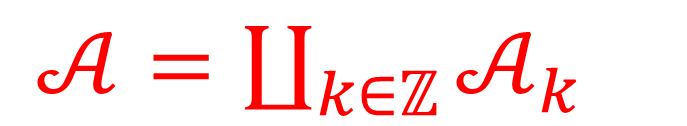 𝒜 = ∐_{k∈ℤ} 𝒜_k